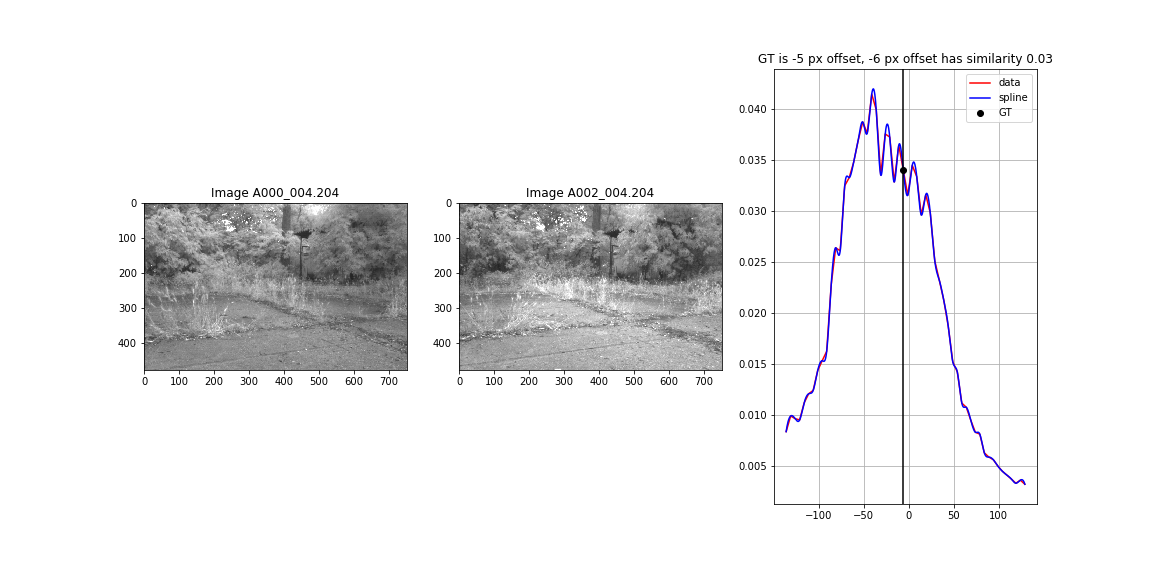 GT is -5 px offset, -6 px offset has similarity 0.03
data
spline
GT
0.040
0.035
0.030
0.025
0.020
0.015
0.010
0.005
−100 −50 0 50 100
Image A000_004.204
0
100
200
300
400
0 100 200 300 400 500 600 700
Image A002_004.204
0
100
200
300
400
0 100 200 300 400 500 600 700